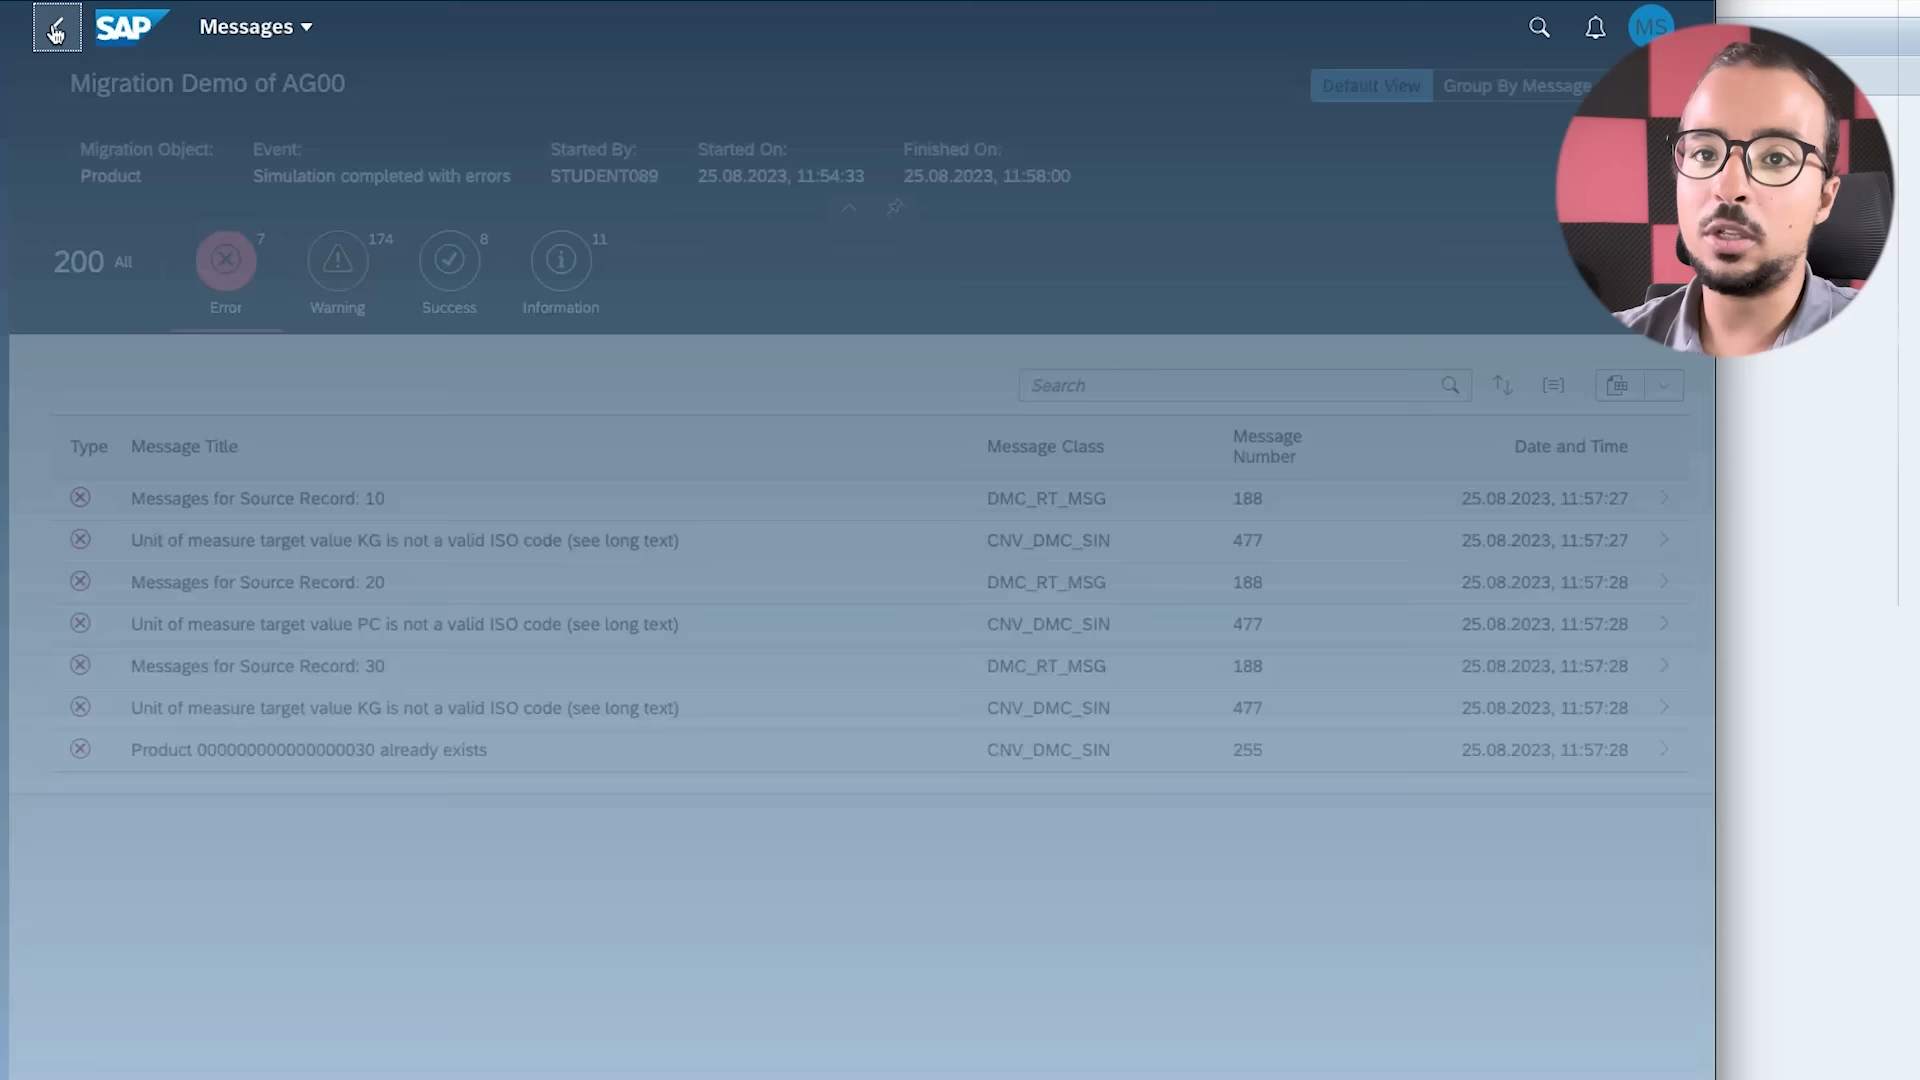 SAP Messages MS
Migration Demo of AG00 Default View Group By Message
Migration Object: Event: Started By: Started On: Finished On:
Product Simulation completed with errors STUDENT089 25.08.2023, 11:54:33 25.08.2023, 11:58:00
200 All 7 174 8 11
Error Warning Success Information
Search
Type Message Title Message Class Message Number Date and Time
Messages for Source Record: 10 DMC_RT_MSG 188 25.08.2023, 11:57:27
Unit of measure target value KG is not a valid ISO code (see long text) CNV_DMC_SIN 477 25.08.2023, 11:57:27
Messages for Source Record: 20 DMC_RT_MSG 188 25.08.2023, 11:57:28
Unit of measure target value PC is not a valid ISO code (see long text) CNV_DMC_SIN 477 25.08.2023, 11:57:28
Messages for Source Record: 30 DMC_RT_MSG 188 25.08.2023, 11:57:28
Unit of measure target value KG is not a valid ISO code (see long text) CNV_DMC_SIN 477 25.08.2023, 11:57:28
Product 000000000000000030 already exists CNV_DMC_SIN 255 25.08.2023, 11:57:28